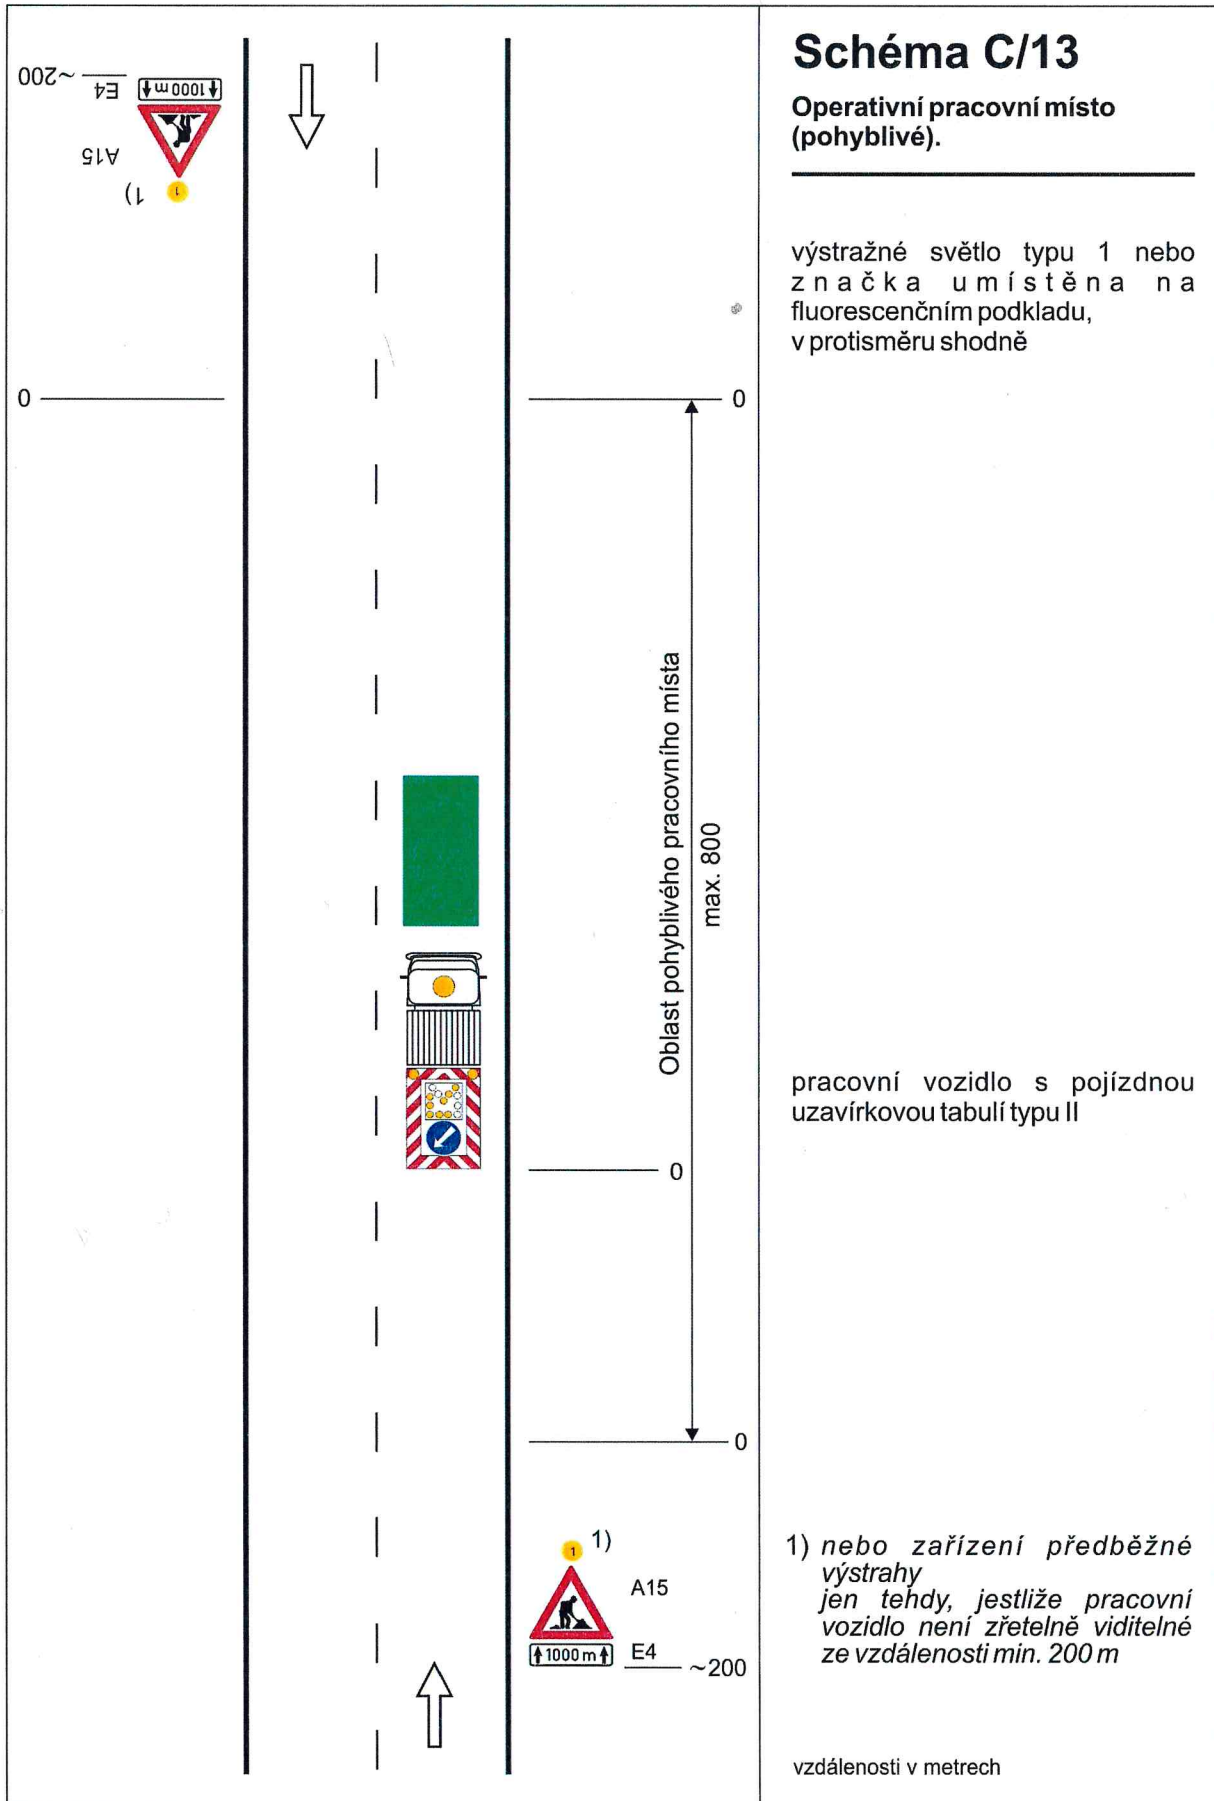 Schéma C/13
Operativní pracovní místo
(pohyblivé).
výstražné světlo typu 1 nebo
značka umístěna na
fluorescenčním podkladu,
v protisměru shodně
~200
E4
1000 m
A15
1)
1
0
0
Oblast pohyblivého pracovního místa
max. 800
pracovní vozidlo s pojízdnou
uzavírkovou tabulí typu II
0
0
1
1)
A15
1000 m
E4
~200
1) nebo zařízení předběžné
výstrahy
jen tehdy, jestliže pracovní
vozidlo není zřetelně viditelné
ze vzdálenosti min. 200 m
vzdálenosti v metrech